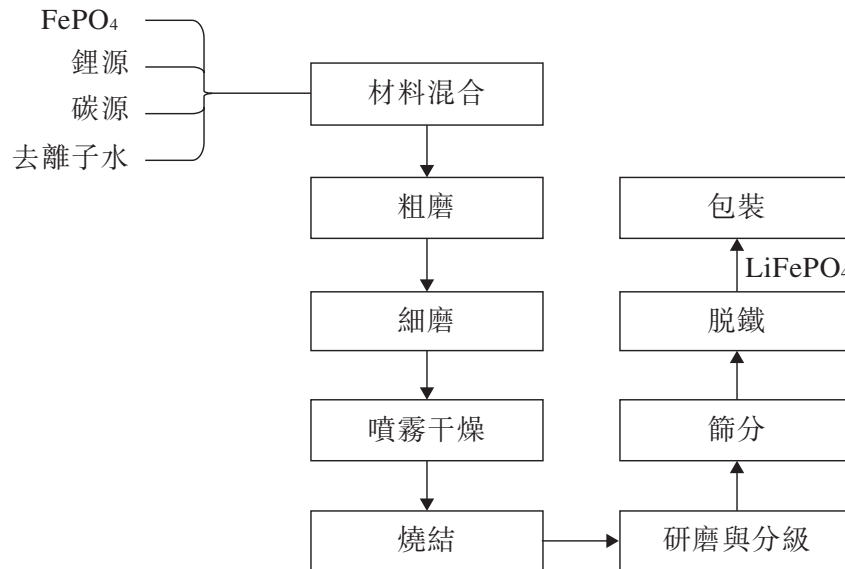 FePO₄
鋰源
碳源
去離子水
材料混合
粗磨
細磨
噴霧干燥
燒結
研磨與分級
篩分
脱鐵
LiFePO₄
包裝